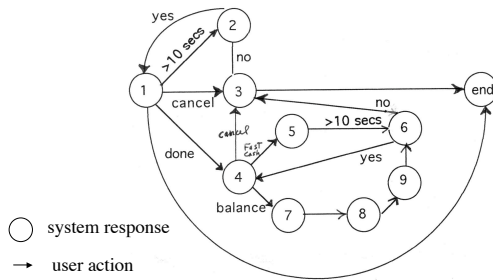 yes
2
>10 secs
no
1
3
end
cancel
no
cancel
5
>10 secs
6
Fast
Cash
done
yes
4
9
balance
7
8
system response
user action